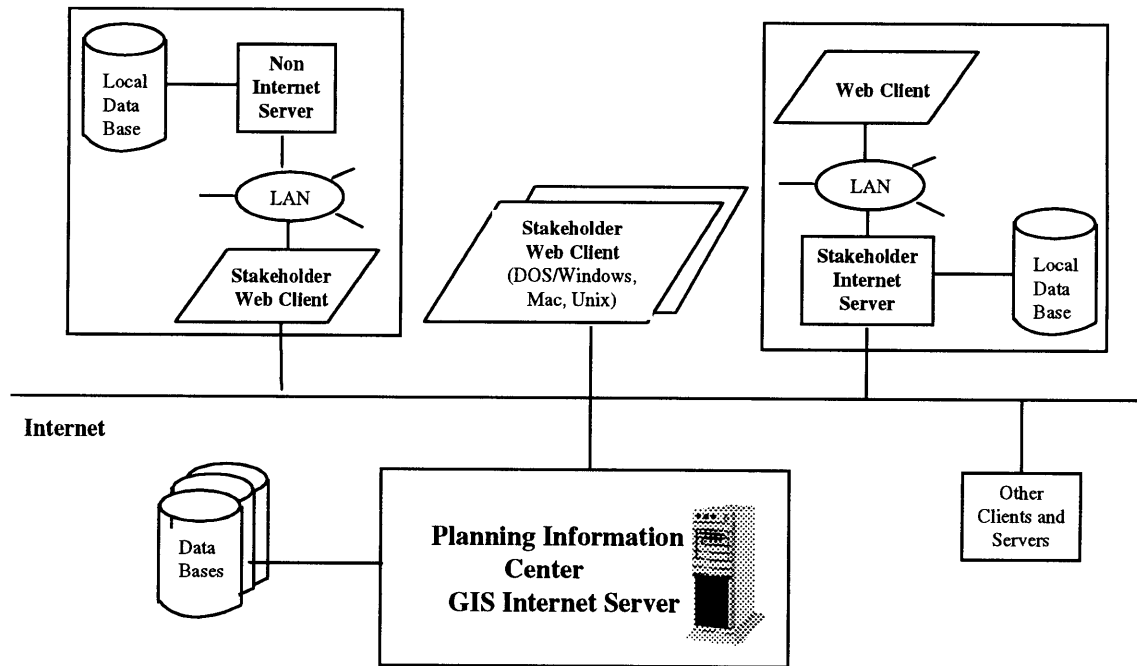 Local
Data
Base
Non
Internet
Server
LAN
Stakeholder
Web Client
Stakeholder
Web Client
(DOS/Windows,
Mac, Unix)
Web Client
LAN
Stakeholder
Internet
Server
Local
Data
Base
Internet
Data
Bases
Planning Information
Center
GIS Internet Server
Other
Clients and
Servers